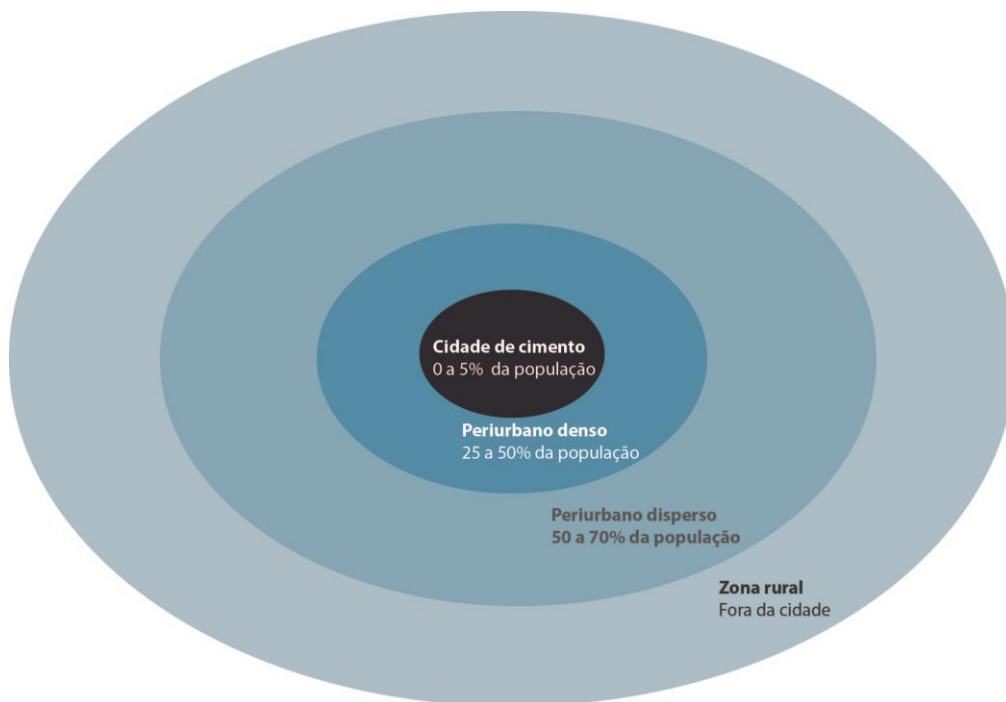 Cidade de cimento
0 a 5% da população
Periurbano denso
25 a 50% da população
Periurbano disperso
50 a 70% da população
Zona rural
Fora da cidade